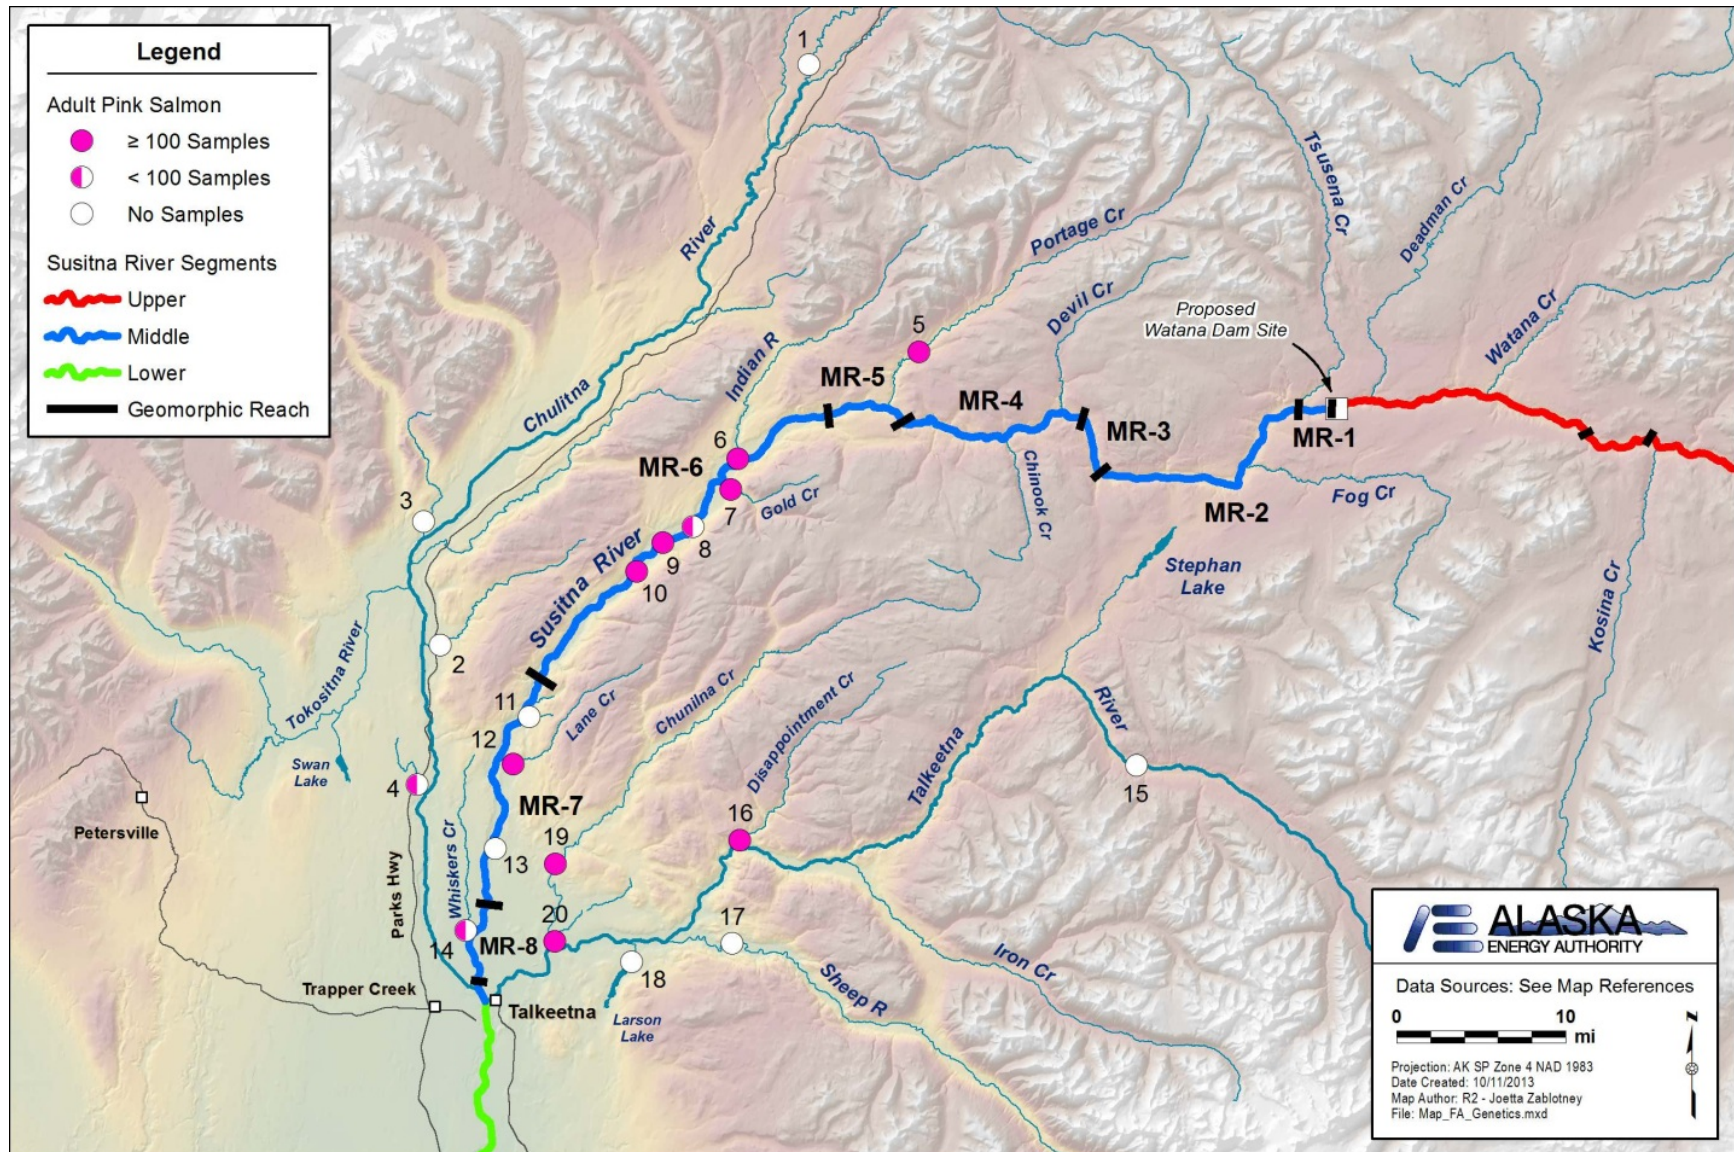 Legend
Adult Pink Salmon
≥ 100 Samples
< 100 Samples
No Samples
Susitna River Segments
Upper
Middle
Lower
Geomorphic Reach
1
River
Chulitna
Tsusena Cr
Deadman Cr
Portage Cr
Devil Cr
Watana Cr
Proposed
Watana Dam Site
Indian R
5
MR-5
MR-4
MR-3
MR-1
MR-2
6
MR-6
7
Gold Cr
Chinook Cr
Fog Cr
8
9
10
Susitna River
Stephan
Lake
Kosina Cr
3
2
Tokositna River
Swan
Lake
11
12
Lane Cr
Chunilna Cr
Disappointment Cr
Talkeetna
River
15
4
Petersville
MR-7
Whiskers Cr
Parks Hwy
13
19
16
20
17
14
MR-8
18
Trapper Creek
Talkeetna
Larson
Lake
Sheep R
Iron Cr
ALASKA
ENERGY AUTHORITY
Data Sources: See Map References
0 10
mi
N
Projection: AK SP Zone 4 NAD 1983
Date Created: 10/11/2013
Map Author: R2 - Joetta Zablotney
File: Map_FA_Genetics.mxd